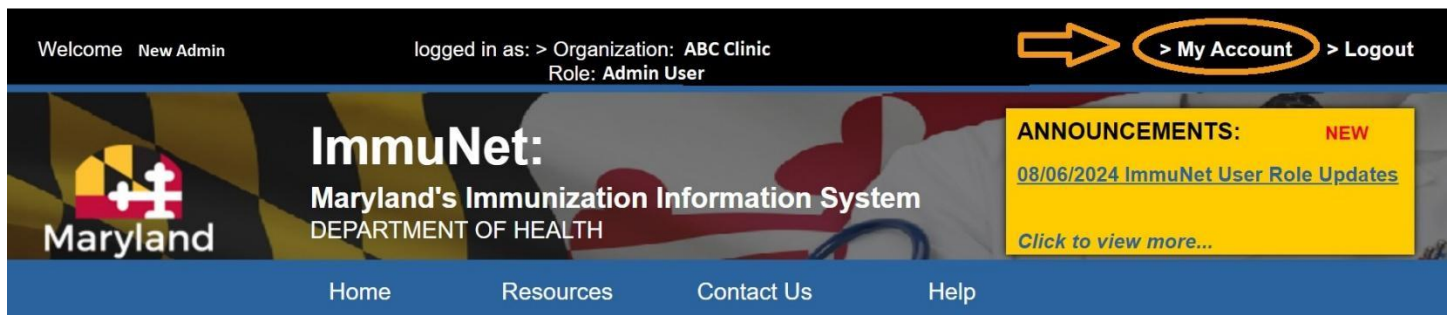 Welcome New Admin
logged in as: > Organization: ABC Clinic
Role: Admin User
> My Account > Logout
Maryland
ImmuNet:
Maryland's Immunization Information System
DEPARTMENT OF HEALTH
ANNOUNCEMENTS: NEW
08/06/2024 ImmuNet User Role Updates
Click to view more...
Home Resources Contact Us Help